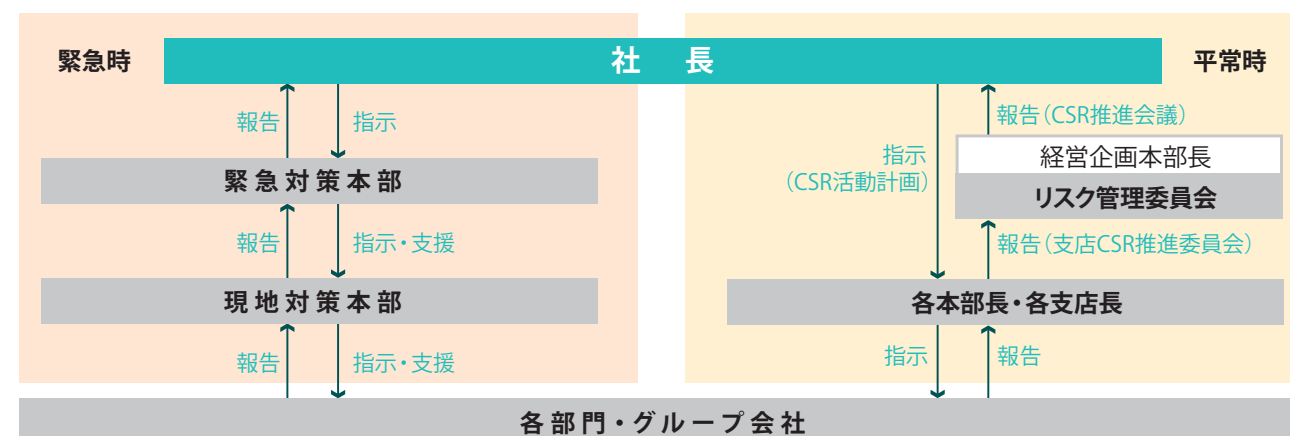 緊急時
社長
平常時
報告
指示
報告（CSR推進会議）
指示
（CSR活動計画）
経営企画本部長
リスク管理委員会
緊急対策本部
報告
指示・支援
報告（支店CSR推進委員会）
現地対策本部
各本部長・各支店長
報告
指示・支援
指示
報告
各部門・グループ会社